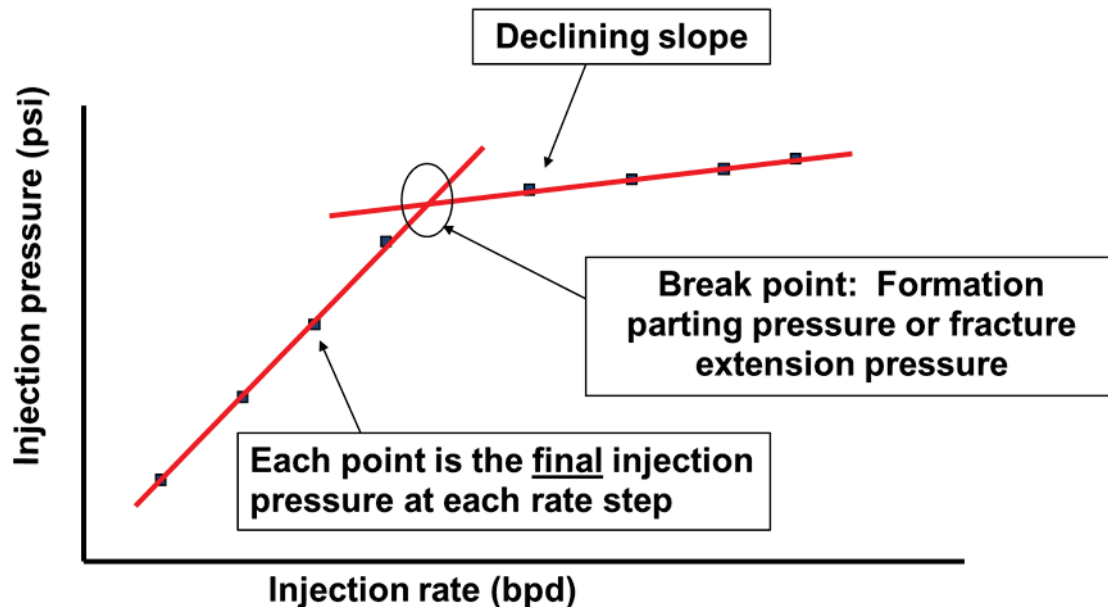 Declining slope
Injection pressure (psi)
Break point:  Formation
parting pressure or fracture
extension pressure
Each point is the final injection
pressure at each rate step
Injection rate (bpd)